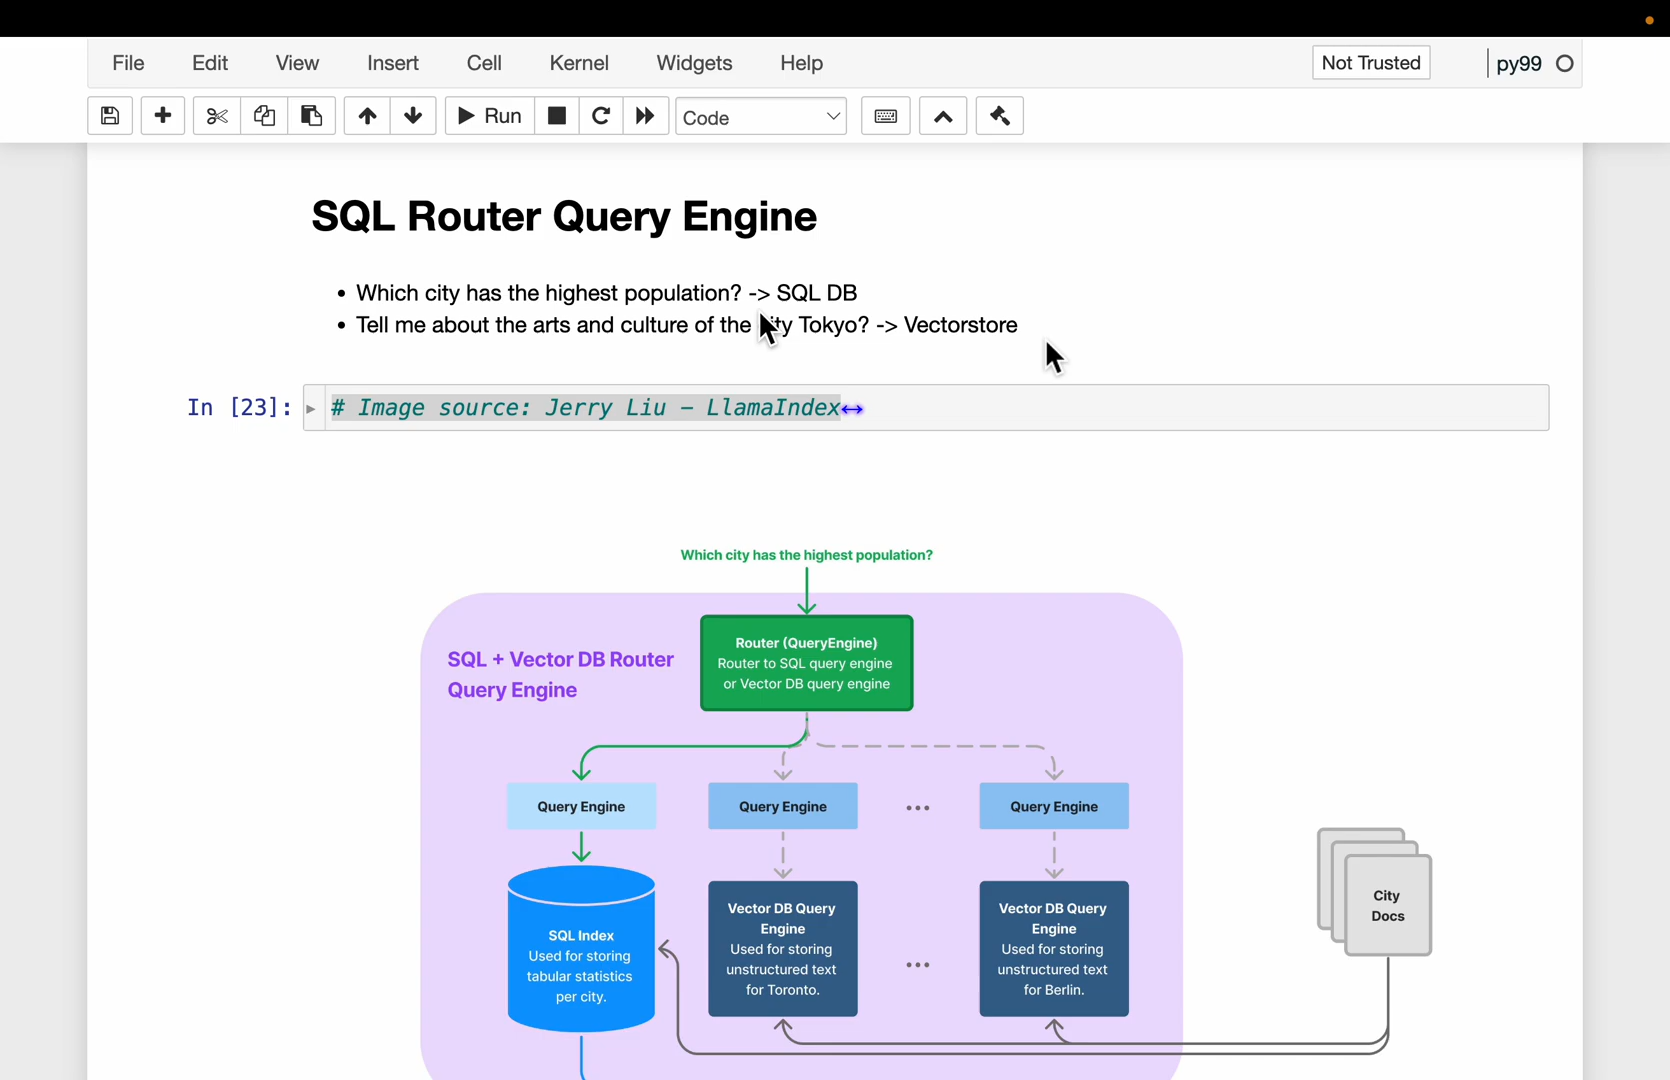 File Edit View Insert Cell Kernel Widgets Help Not Trusted py99
Run Code
SQL Router Query Engine
• Which city has the highest population? -> SQL DB
• Tell me about the arts and culture of the city Tokyo? -> Vectorstore
In [23]: # Image source: Jerry Liu – LlamaIndex
Which city has the highest population?
Router (QueryEngine)
Router to SQL query engine
or Vector DB query engine
SQL + Vector DB Router
Query Engine
Query Engine
Query Engine
...
Query Engine
SQL Index
Used for storing
tabular statistics
per city.
Vector DB Query
Engine
Used for storing
unstructured text
for Toronto.
...
Vector DB Query
Engine
Used for storing
unstructured text
for Berlin.
City
Docs